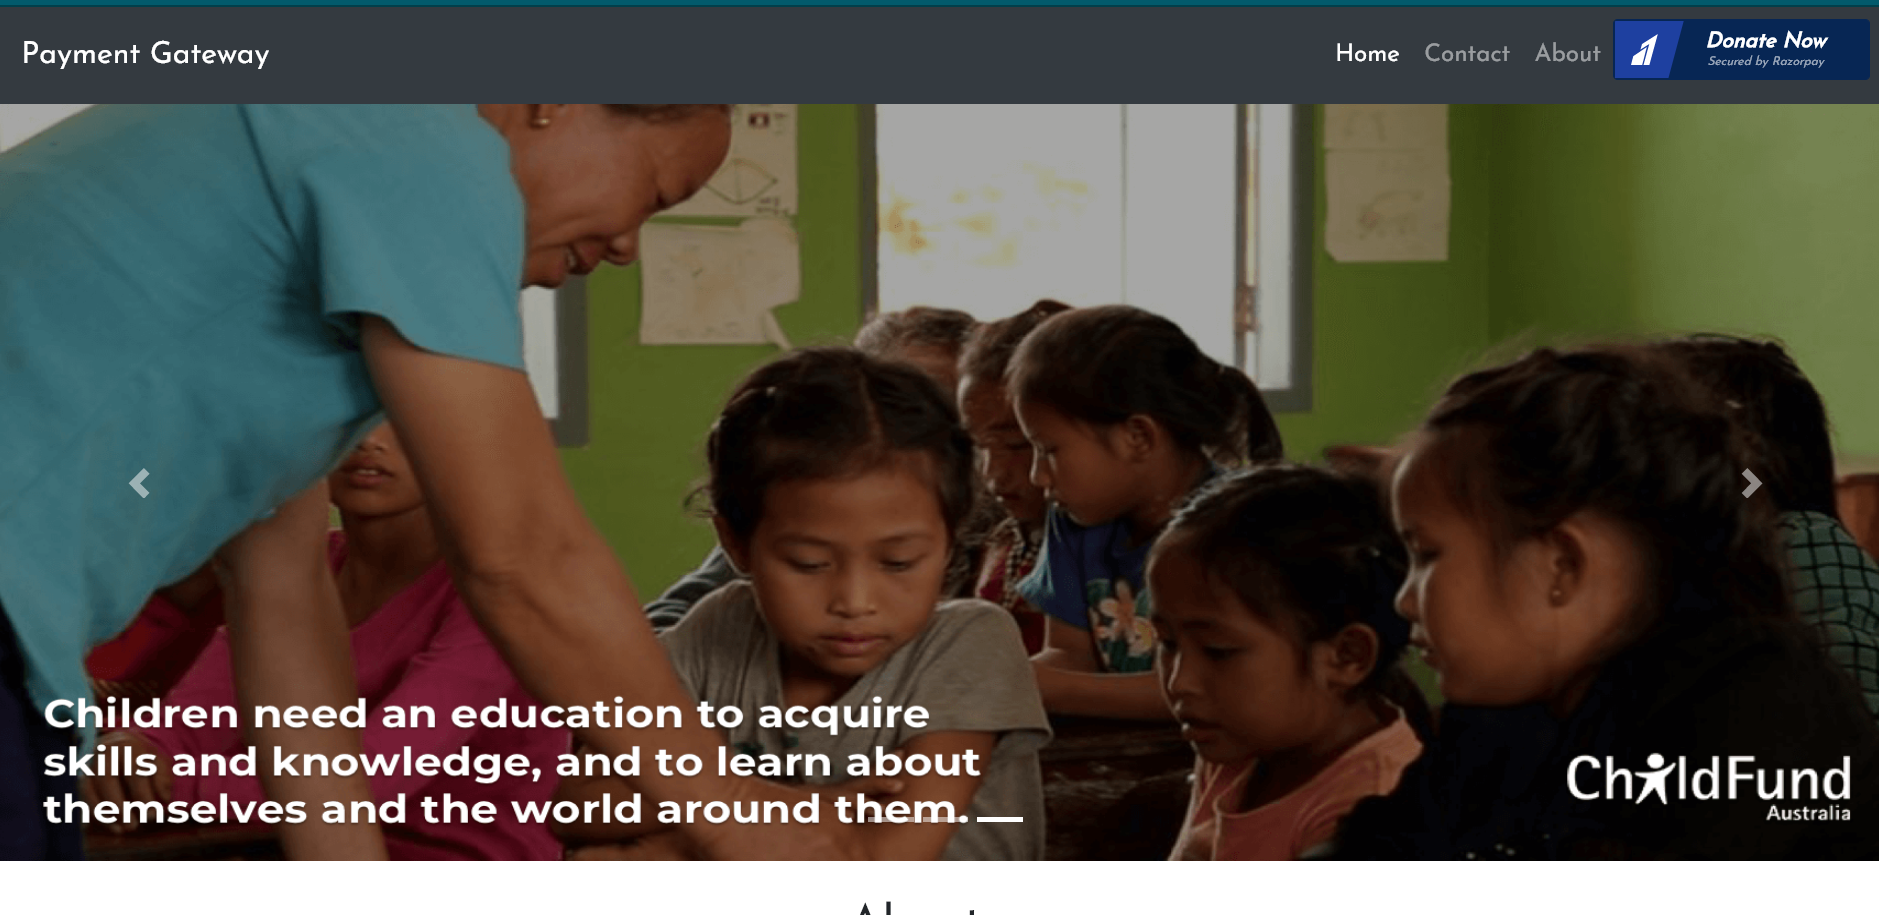 Payment Gateway
Home
Contact
About
Donate Now
Secured by Razorpay
Children need an education to acquire
skills and knowledge, and to learn about
themselves and the world around them.
ChildFund
Australia
About